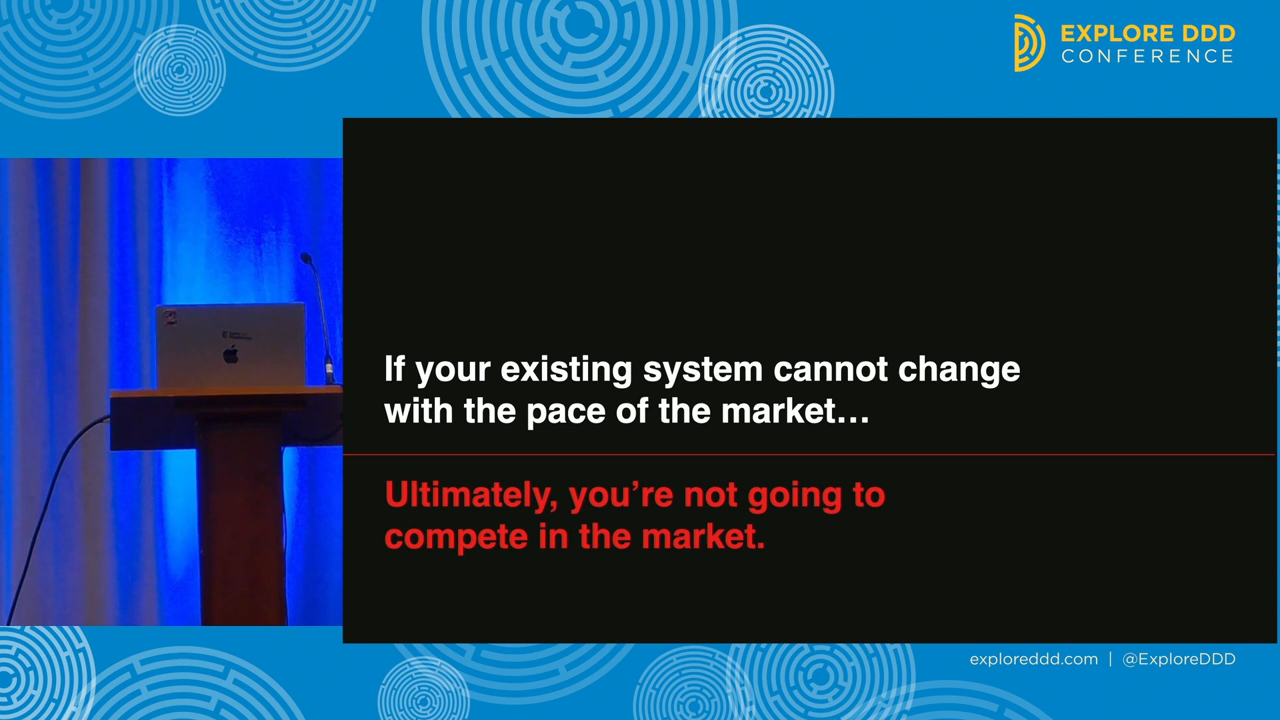 EXPLORE DDD
CONFERENCE
If your existing system cannot change
with the pace of the market…
Ultimately, you’re not going to
compete in the market.
exploreddd.com | @ExploreDDD